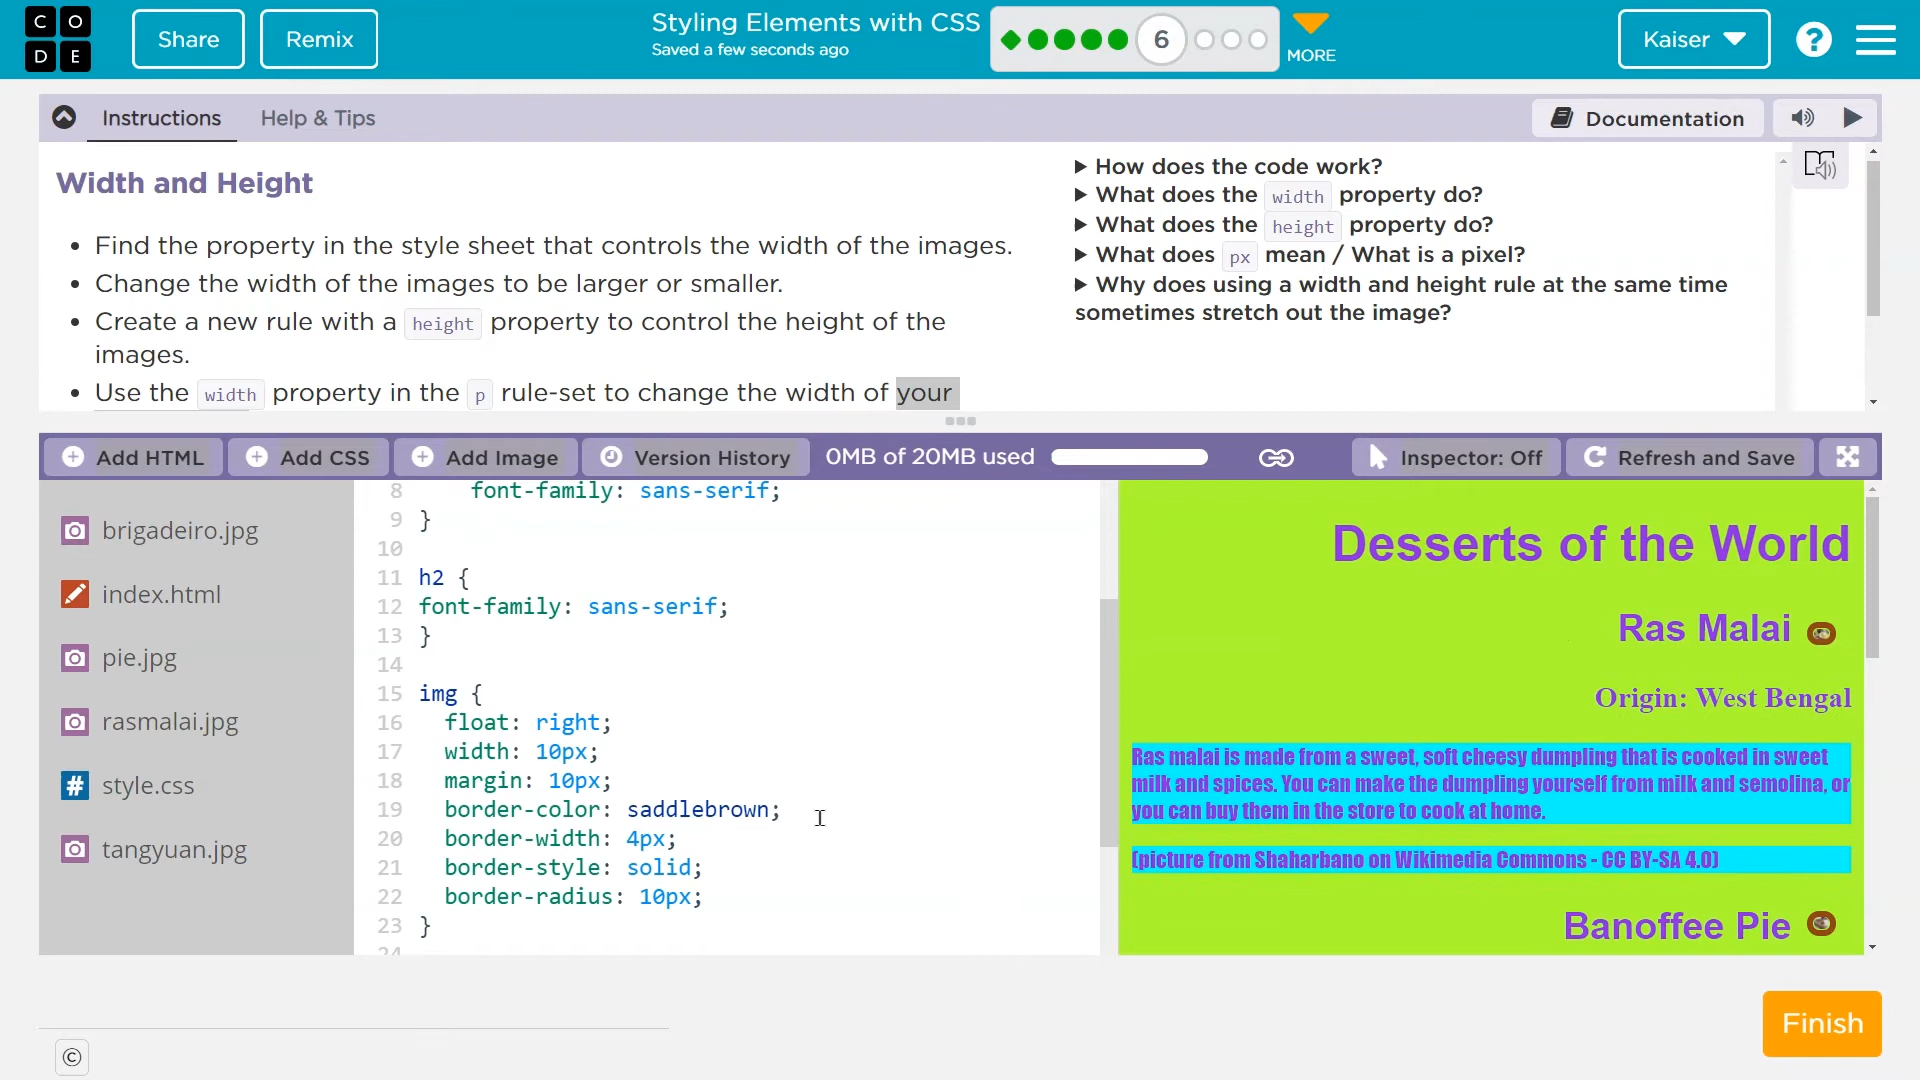 CODE
Share
Remix
Styling Elements with CSS
Saved a few seconds ago
6
MORE
Kaiser
?
Instructions
Help & Tips
Documentation
Width and Height
Find the property in the style sheet that controls the width of the images.
Change the width of the images to be larger or smaller.
Create a new rule with a height property to control the height of the
images.
Use the width property in the p rule-set to change the width of your
How does the code work?
What does the width property do?
What does the height property do?
What does px mean / What is a pixel?
Why does using a width and height rule at the same time
sometimes stretch out the image?
Add HTML
Add CSS
Add Image
Version History
0MB of 20MB used
Inspector: Off
Refresh and Save
brigadeiro.jpg
index.html
pie.jpg
rasmalai.jpg
# style.css
tangyuan.jpg
8 font-family: sans-serif;
9 }
10
11 h2 {
12 font-family: sans-serif;
13 }
14
15 img {
16 float: right;
17 width: 10px;
18 margin: 10px;
19 border-color: saddlebrown;
20 border-width: 4px;
21 border-style: solid;
22 border-radius: 10px;
23 }
24
Desserts of the World
Ras Malai
Origin: West Bengal
Ras malai is made from a sweet, soft cheesy dumpling that is cooked in sweet
milk and spices. You can make the dumpling yourself from milk and semolina, or
you can buy them in the store to cook at home.
(picture from Shaharbano on Wikimedia Commons - CC BY-SA 4.0)
Banoffee Pie
Finish
©